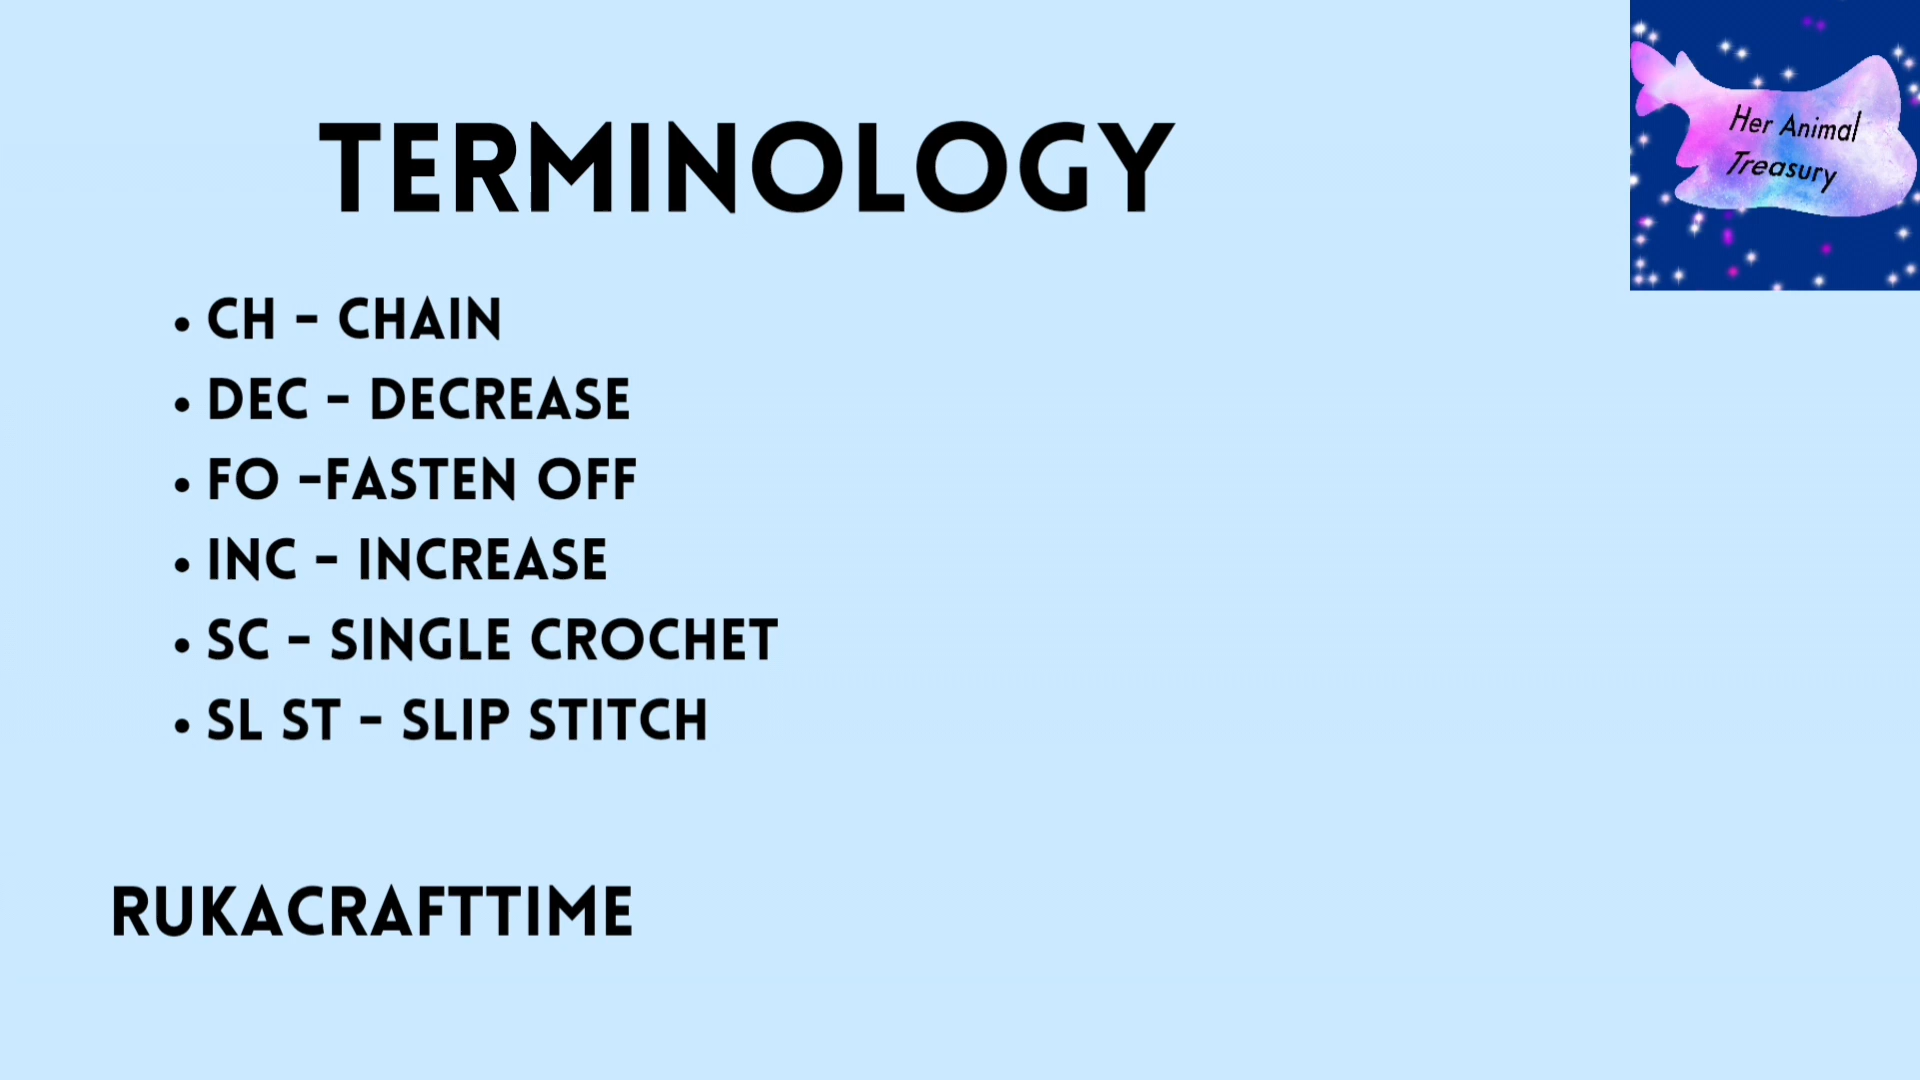 TERMINOLOGY
Her Animal
Treasury
• CH - CHAIN
• DEC - DECREASE
• FO -FASTEN OFF
• INC - INCREASE
• SC - SINGLE CROCHET
• SL ST - SLIP STITCH
RUKACRAFTTIME